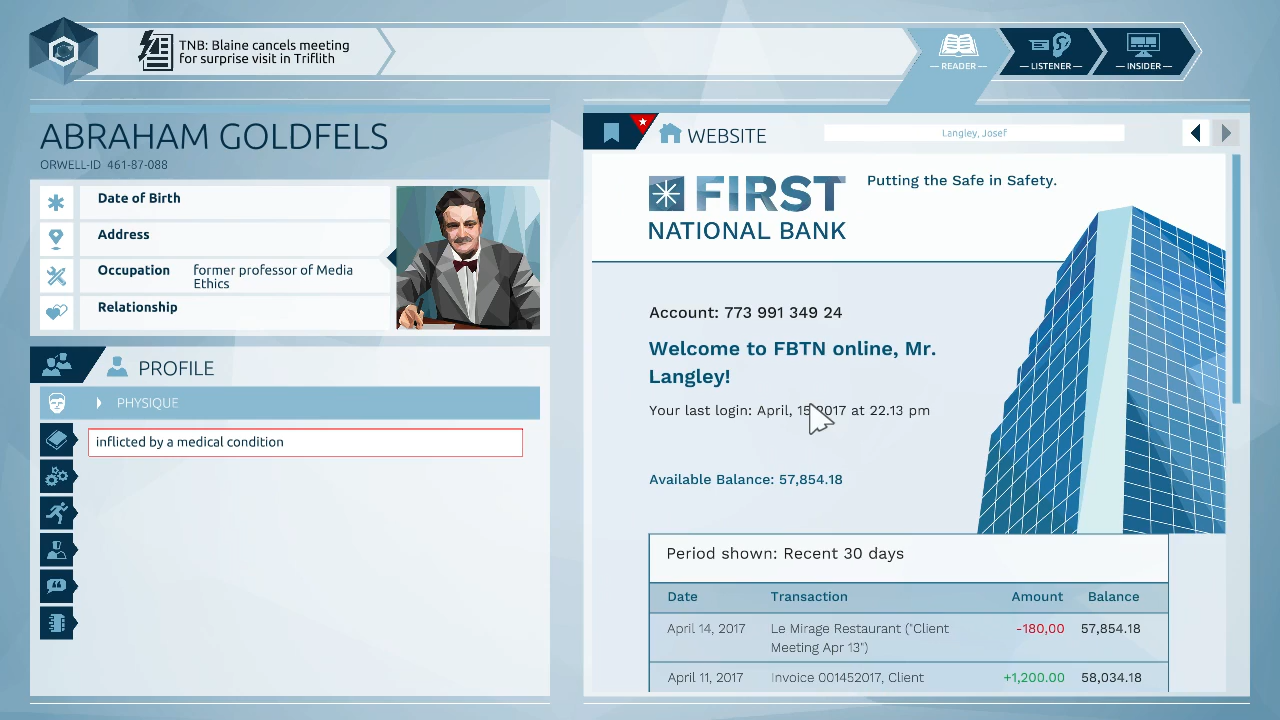 TNB: Blaine cancels meeting
for surprise visit in Triflith
— READER —
— LISTENER —
— INSIDER —
ABRAHAM GOLDFELS
ORWELL-ID 461-87-088
Date of Birth
Address
Occupation former professor of Media
Ethics
Relationship
PROFILE
PHYSIQUE
inflicted by a medical condition
WEBSITE
Langley, Josef
FIRST
NATIONAL BANK
Putting the Safe in Safety.
Account: 773 991 349 24
Welcome to FBTN online, Mr.
Langley!
Your last login: April, 15 2017 at 22.13 pm
Available Balance: 57,854.18
Period shown: Recent 30 days
Date Transaction Amount Balance
April 14, 2017 Le Mirage Restaurant ("Client -180,00 57,854.18
Meeting Apr 13")
April 11, 2017 Invoice 001452017, Client +1,200.00 58,034.18